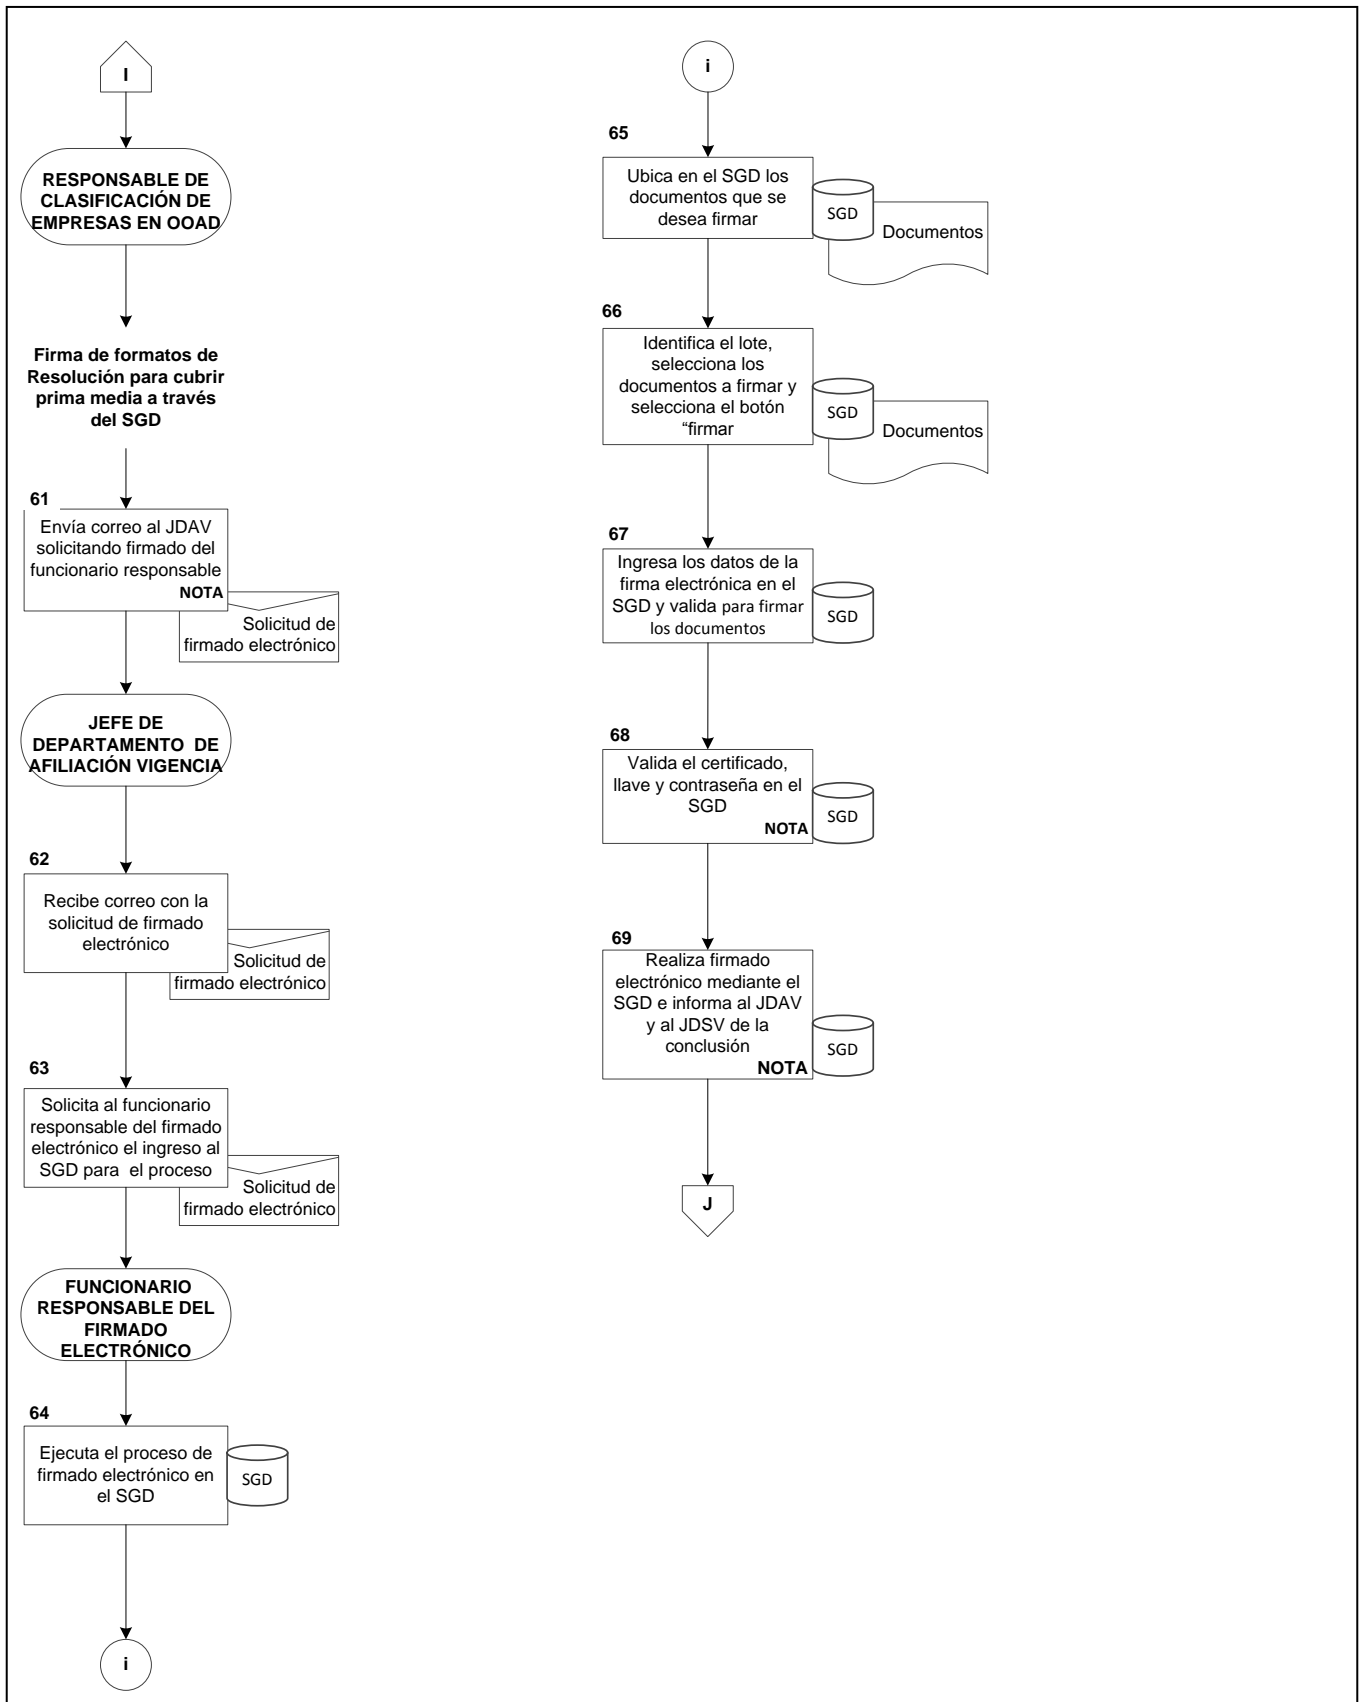 I
RESPONSABLE DE
CLASIFICACIÓN DE
EMPRESAS EN OOAD
Firma de formatos de
Resolución para cubrir
prima media a través
del SGD
61
Envía correo al JDAV
solicitando firmado del
funcionario responsable
NOTA
Solicitud de
firmado electrónico
JEFE DE
DEPARTAMENTO DE
AFILIACIÓN VIGENCIA
62
Recibe correo con la
solicitud de firmado
electrónico
Solicitud de
firmado electrónico
63
Solicita al funcionario
responsable del firmado
electrónico el ingreso al
SGD para el proceso
Solicitud de
firmado electrónico
FUNCIONARIO
RESPONSABLE DEL
FIRMADO
ELECTRÓNICO
64
Ejecuta el proceso de
firmado electrónico en
el SGD
SGD
i
i
65
Ubica en el SGD los
documentos que se
desea firmar
SGD
Documentos
66
Identifica el lote,
selecciona los
documentos a firmar y
selecciona el botón
“firmar
SGD
Documentos
67
Ingresa los datos de la
firma electrónica en el
SGD y valida para firmar
los documentos
SGD
68
Valida el certificado,
llave y contraseña en el
SGD
NOTA
SGD
69
Realiza firmado
electrónico mediante el
SGD e informa al JDAV
y al JDSV de la
conclusión
NOTA
SGD
J